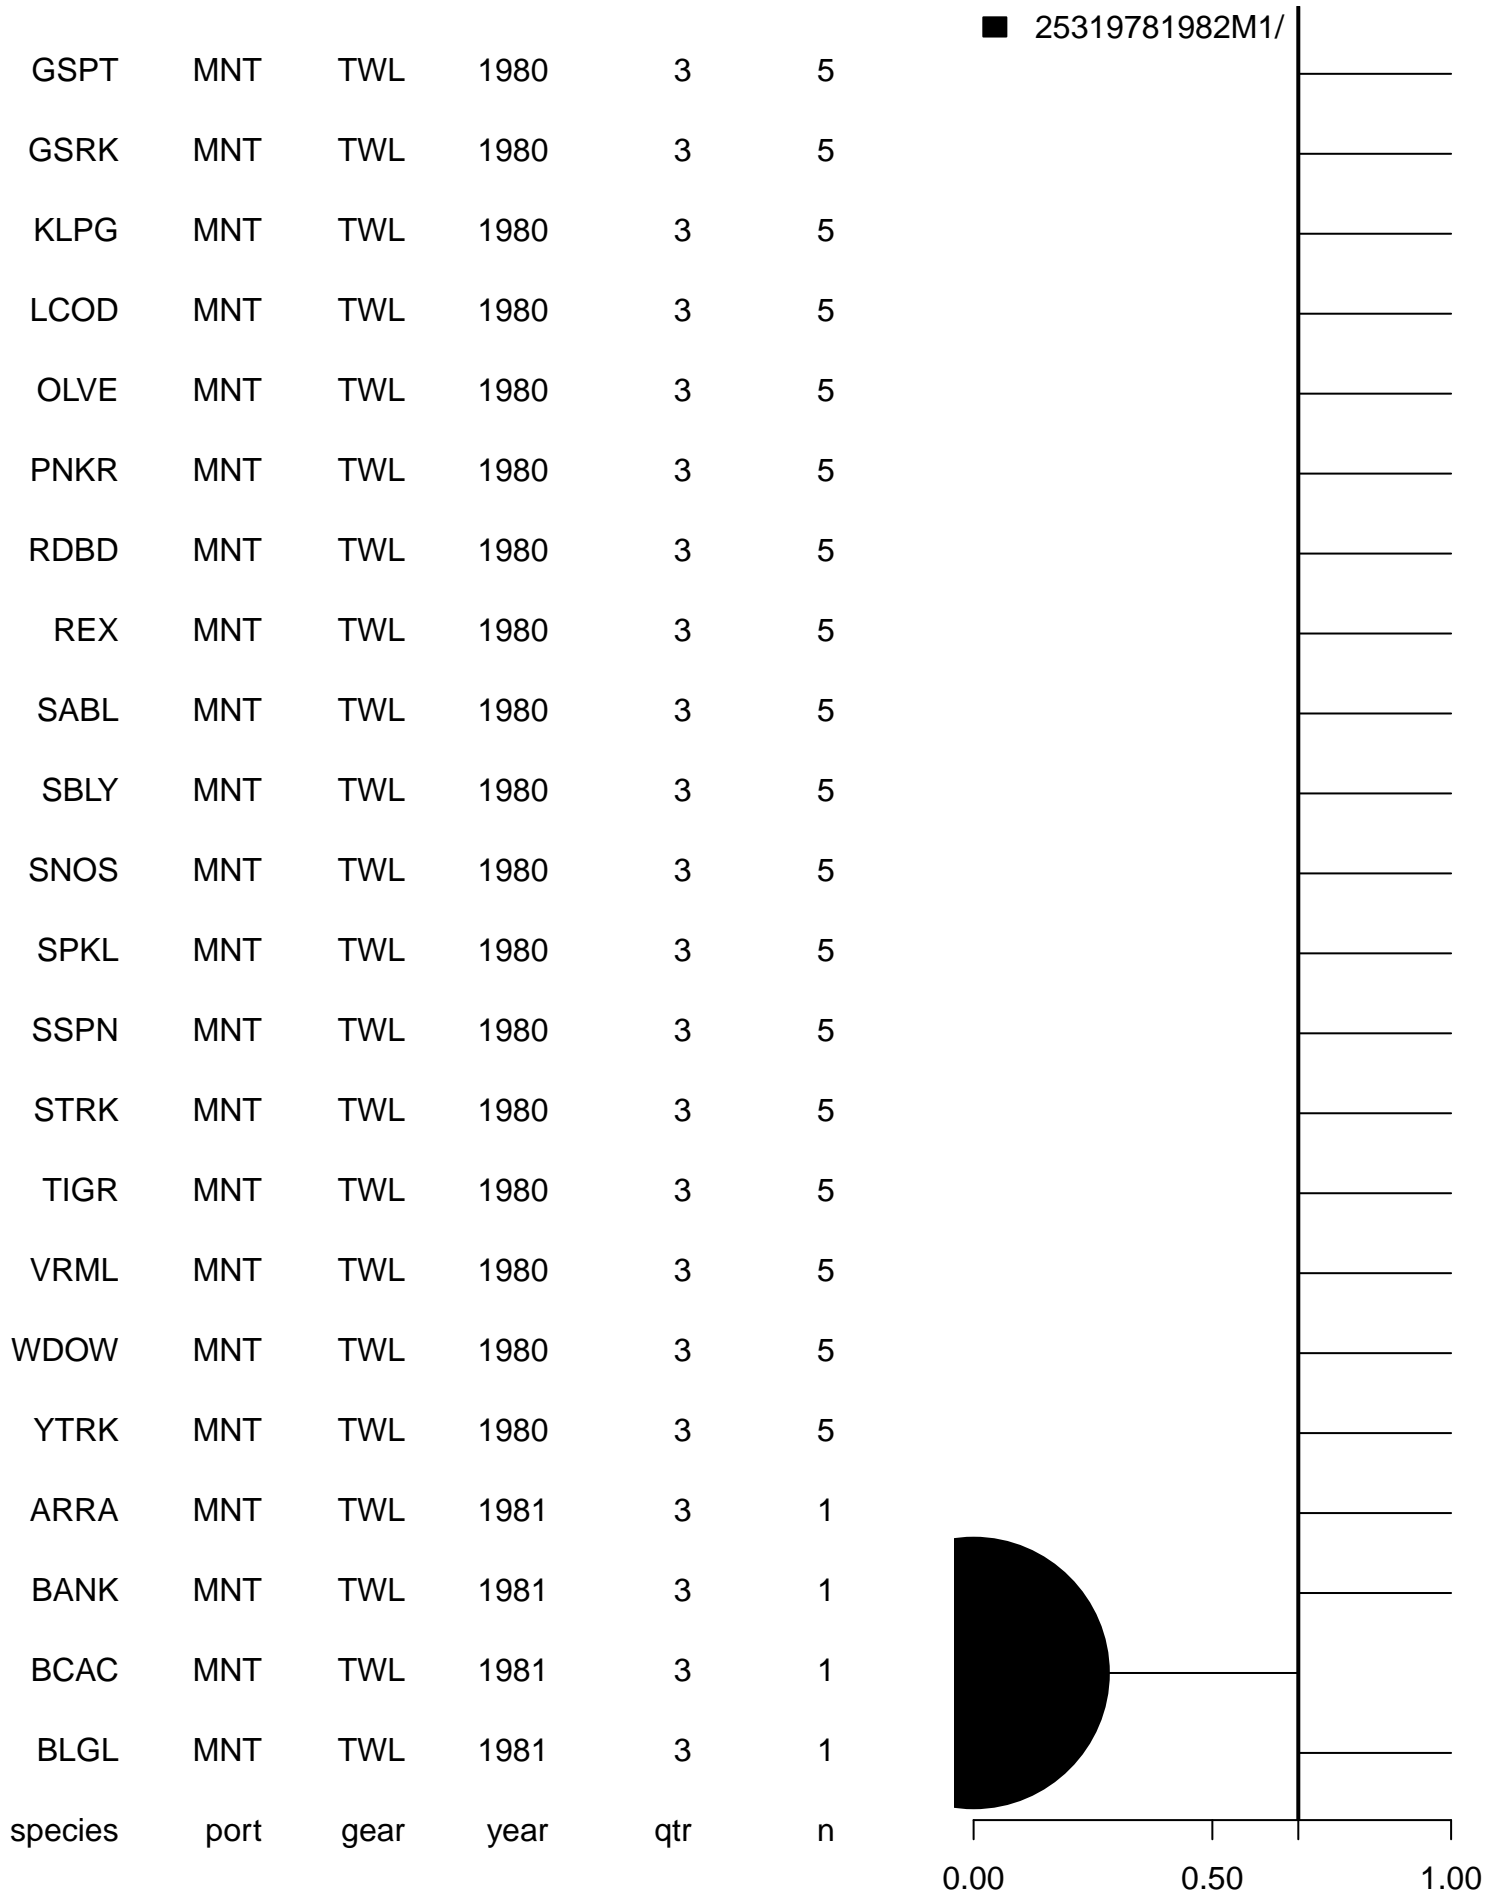 25319781982M1/
GSPT MNT TWL 1980 3 5
GSRK MNT TWL 1980 3 5
KLPG MNT TWL 1980 3 5
LCOD MNT TWL 1980 3 5
OLVE MNT TWL 1980 3 5
PNKR MNT TWL 1980 3 5
RDBD MNT TWL 1980 3 5
REX MNT TWL 1980 3 5
SABL MNT TWL 1980 3 5
SBLY MNT TWL 1980 3 5
SNOS MNT TWL 1980 3 5
SPKL MNT TWL 1980 3 5
SSPN MNT TWL 1980 3 5
STRK MNT TWL 1980 3 5
TIGR MNT TWL 1980 3 5
VRML MNT TWL 1980 3 5
WDOW MNT TWL 1980 3 5
YTRK MNT TWL 1980 3 5
ARRA MNT TWL 1981 3 1
BANK MNT TWL 1981 3 1
BCAC MNT TWL 1981 3 1
BLGL MNT TWL 1981 3 1
species port gear year qtr n
0.00 0.50 1.00